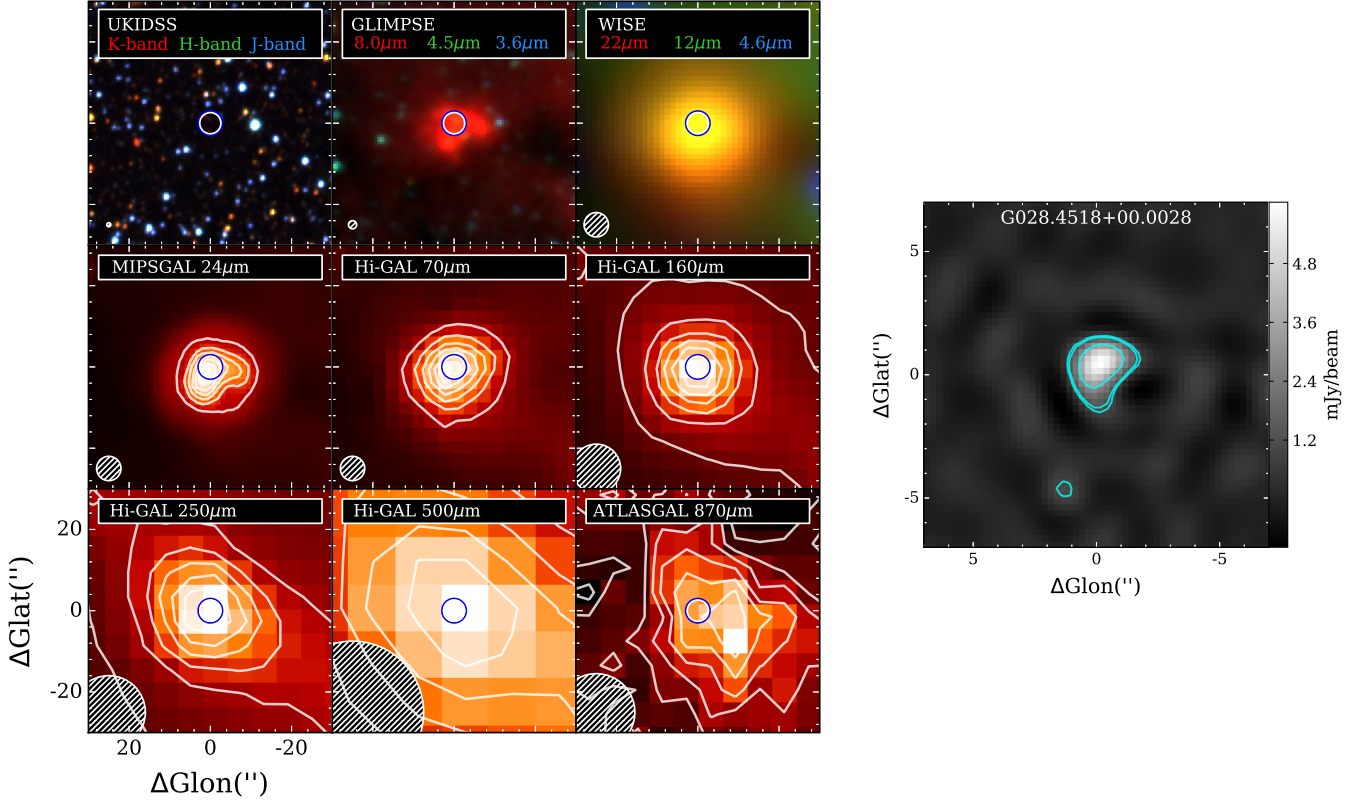 UKIDSS
K-band H-band J-band
GLIMPSE
8.0μm 4.5μm 3.6μm
WISE
22μm 12μm 4.6μm
MIPSGAL 24μm
Hi-GAL 70μm
Hi-GAL 160μm
Hi-GAL 250μm
Hi-GAL 500μm
ATLASGAL 870μm
20
0
-20
ΔGlat('')
20 0 -20
ΔGlon('')
G028.4518+00.0028
5
0
-5
ΔGlat('')
5 0 -5
ΔGlon('')
4.8
3.6
2.4
1.2
mJy/beam